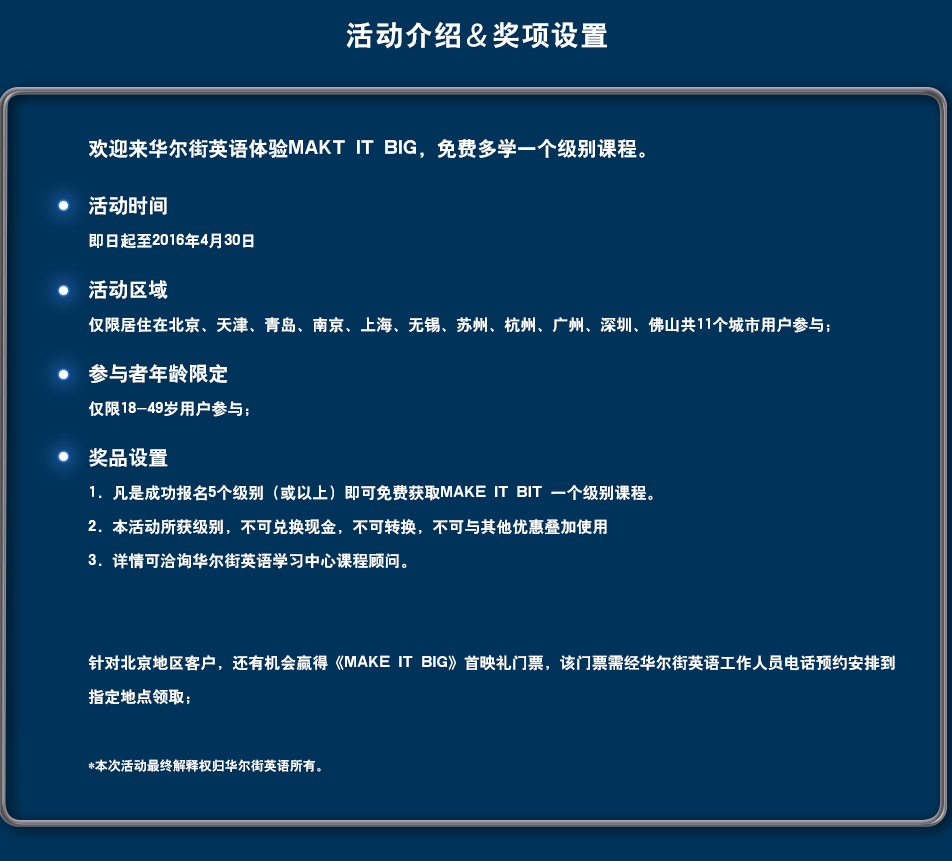 活动介绍&奖项设置
欢迎来华尔街英语体验MAKT IT BIG，免费多学一个级别课程。
活动时间
即日起至2016年4月30日
活动区域
仅限居住在北京、天津、青岛、南京、上海、无锡、苏州、杭州、广州、深圳、佛山共11个城市用户参与；
参与者年龄限定
仅限18-49岁用户参与；
奖品设置
1. 凡是成功报名5个级别（或以上）即可免费获取MAKE IT BIT 一个级别课程。
2. 本活动所获级别，不可兑换现金，不可转换，不可与其他优惠叠加使用
3. 详情可洽询华尔街英语学习中心课程顾问。
针对北京地区客户，还有机会赢得《MAKE IT BIG》首映礼门票，该门票需经华尔街英语工作人员电话预约安排到
指定地点领取；
*本次活动最终解释权归华尔街英语所有。